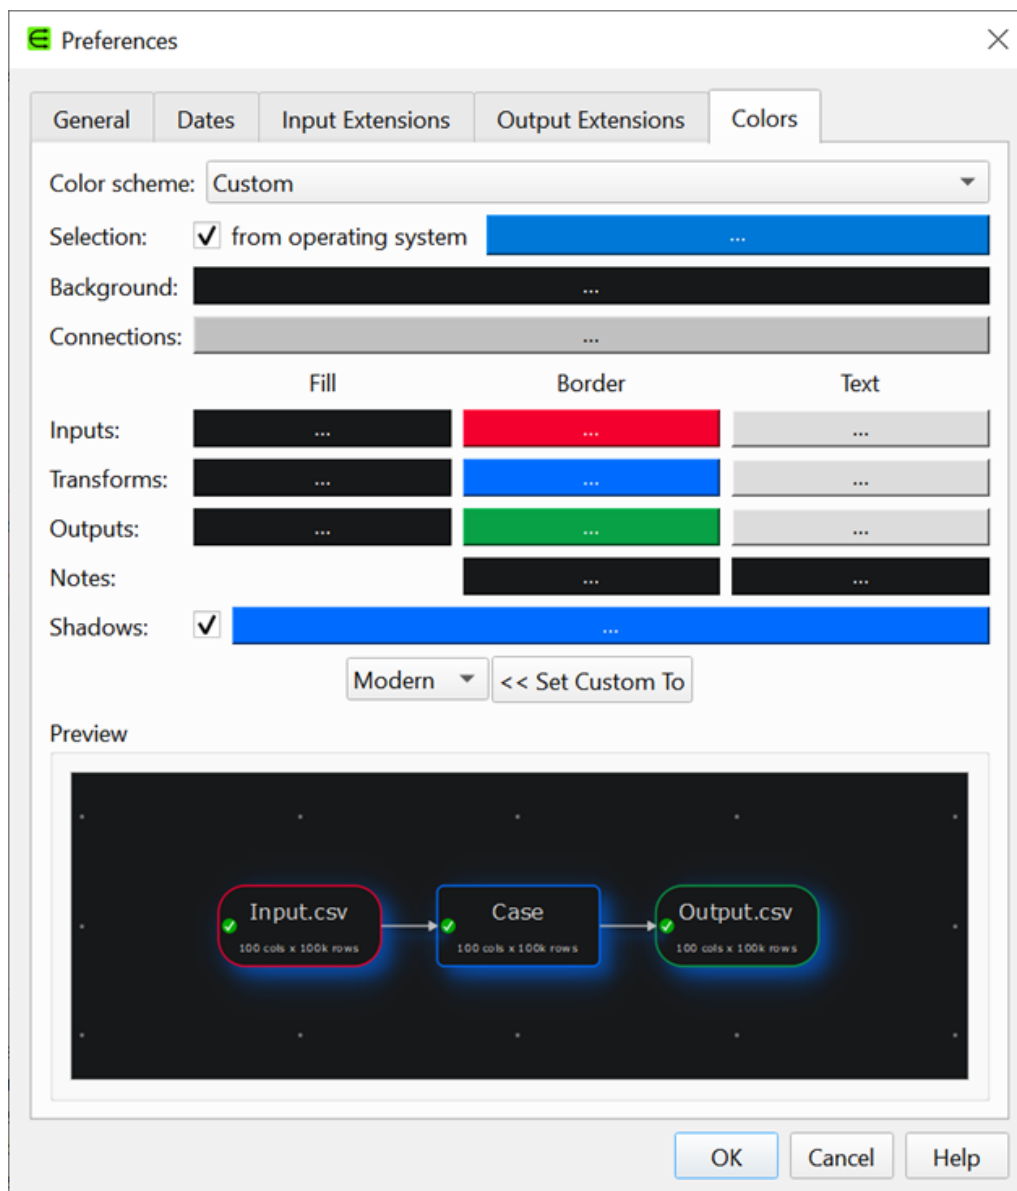 Preferences
General Dates Input Extensions Output Extensions Colors
Color scheme: Custom
Selection: from operating system ...
Background: ...
Connections: ...
Fill Border Text
Inputs: ... ... ...
Transforms: ... ... ...
Outputs: ... ... ...
Notes: ... ...
Shadows: ...
Modern << Set Custom To
Preview
Input.csv Case Output.csv
100 cols x 100k rows 100 cols x 100k rows 100 cols x 100k rows
OK Cancel Help